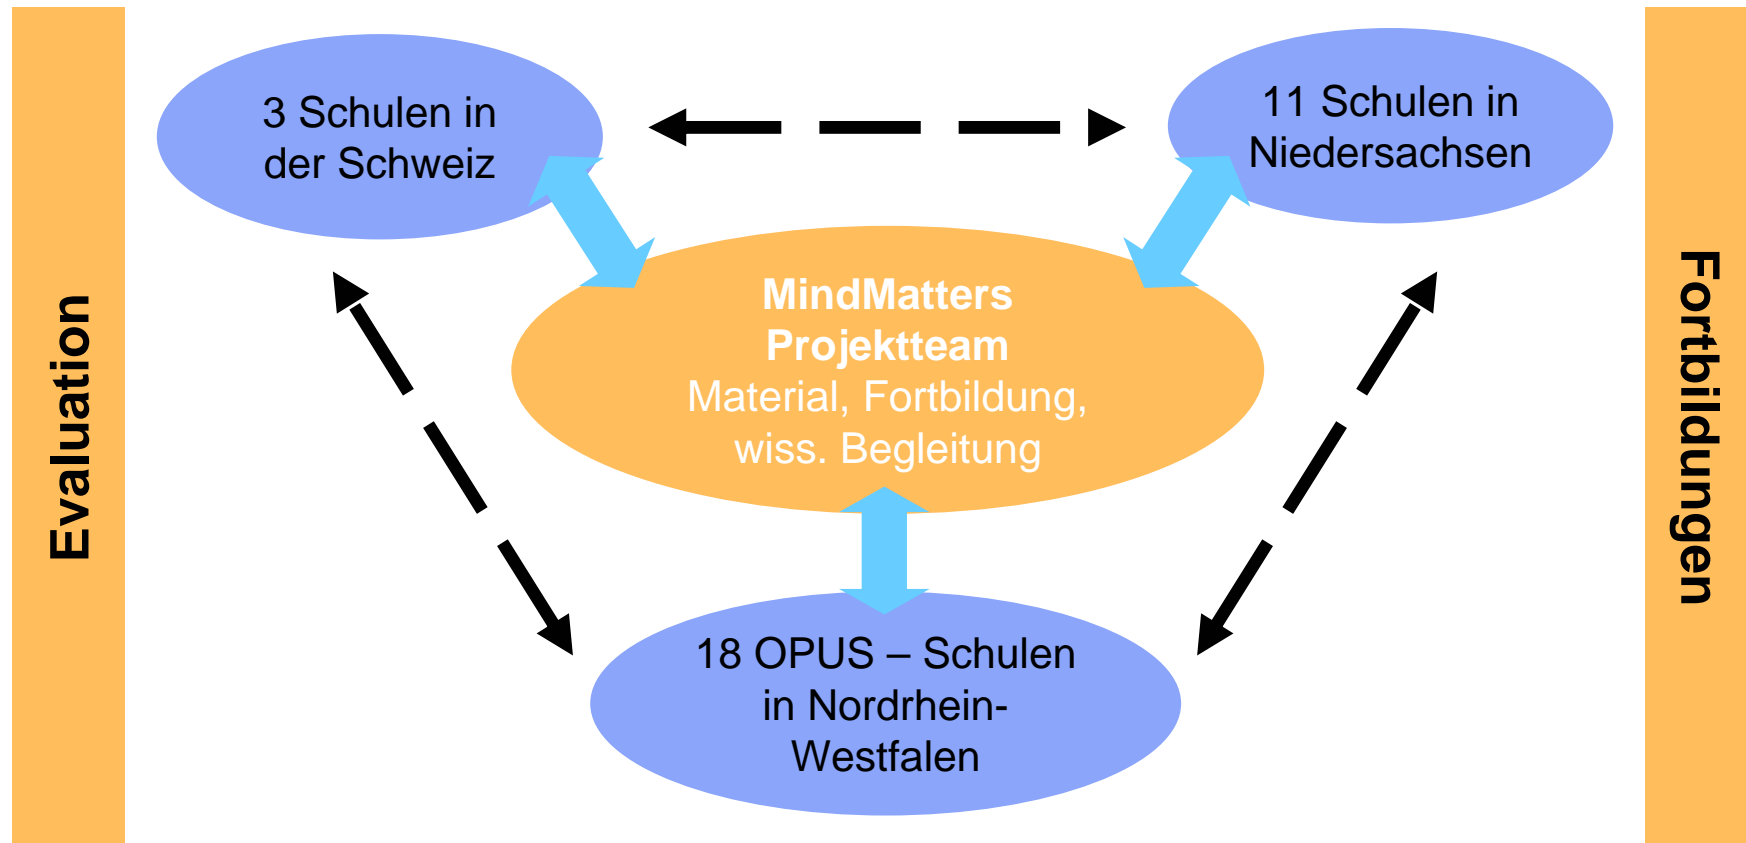 Evaluation
3 Schulen in
der Schweiz
11 Schulen in
Niedersachsen
MindMatters
Projektteam
Material, Fortbildung,
wiss. Begleitung
18 OPUS – Schulen
in Nordrhein-
Westfalen
Fortbildungen